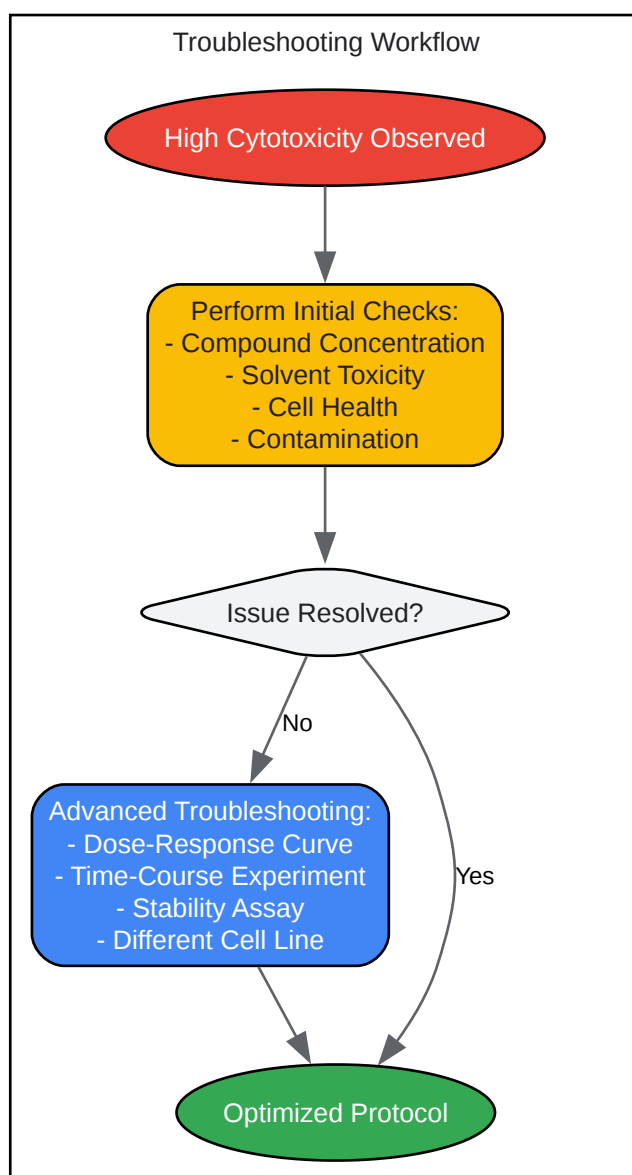 Troubleshooting Workflow
High Cytotoxicity Observed
Perform Initial Checks:
- Compound Concentration
- Solvent Toxicity
- Cell Health
- Contamination
Issue Resolved?
No
Advanced Troubleshooting:
- Dose-Response Curve
- Time-Course Experiment
- Stability Assay
- Different Cell Line
Yes
Optimized Protocol